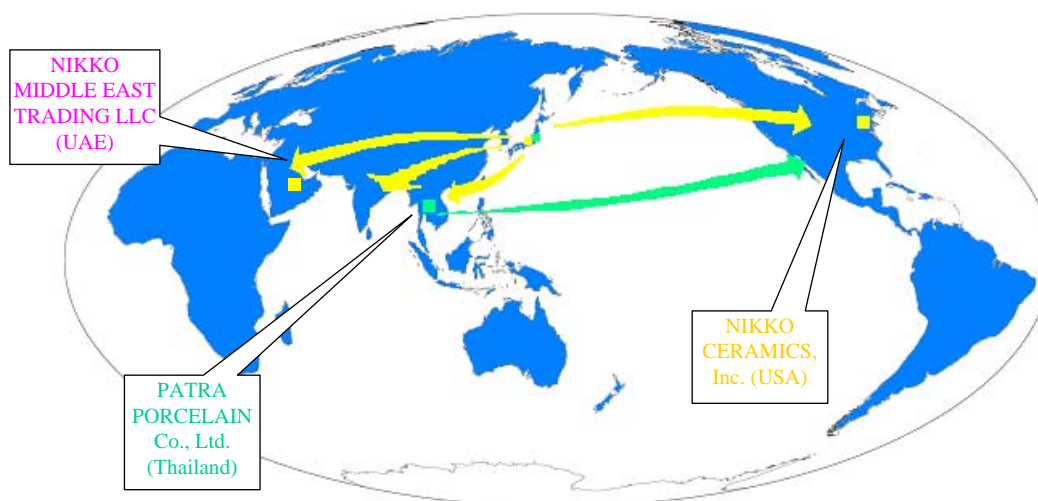 NIKKO
MIDDLE EAST
TRADING LLC
(UAE)
NIKKO
CERAMICS,
Inc. (USA)
PATRA
PORCELAIN
Co., Ltd.
(Thailand)